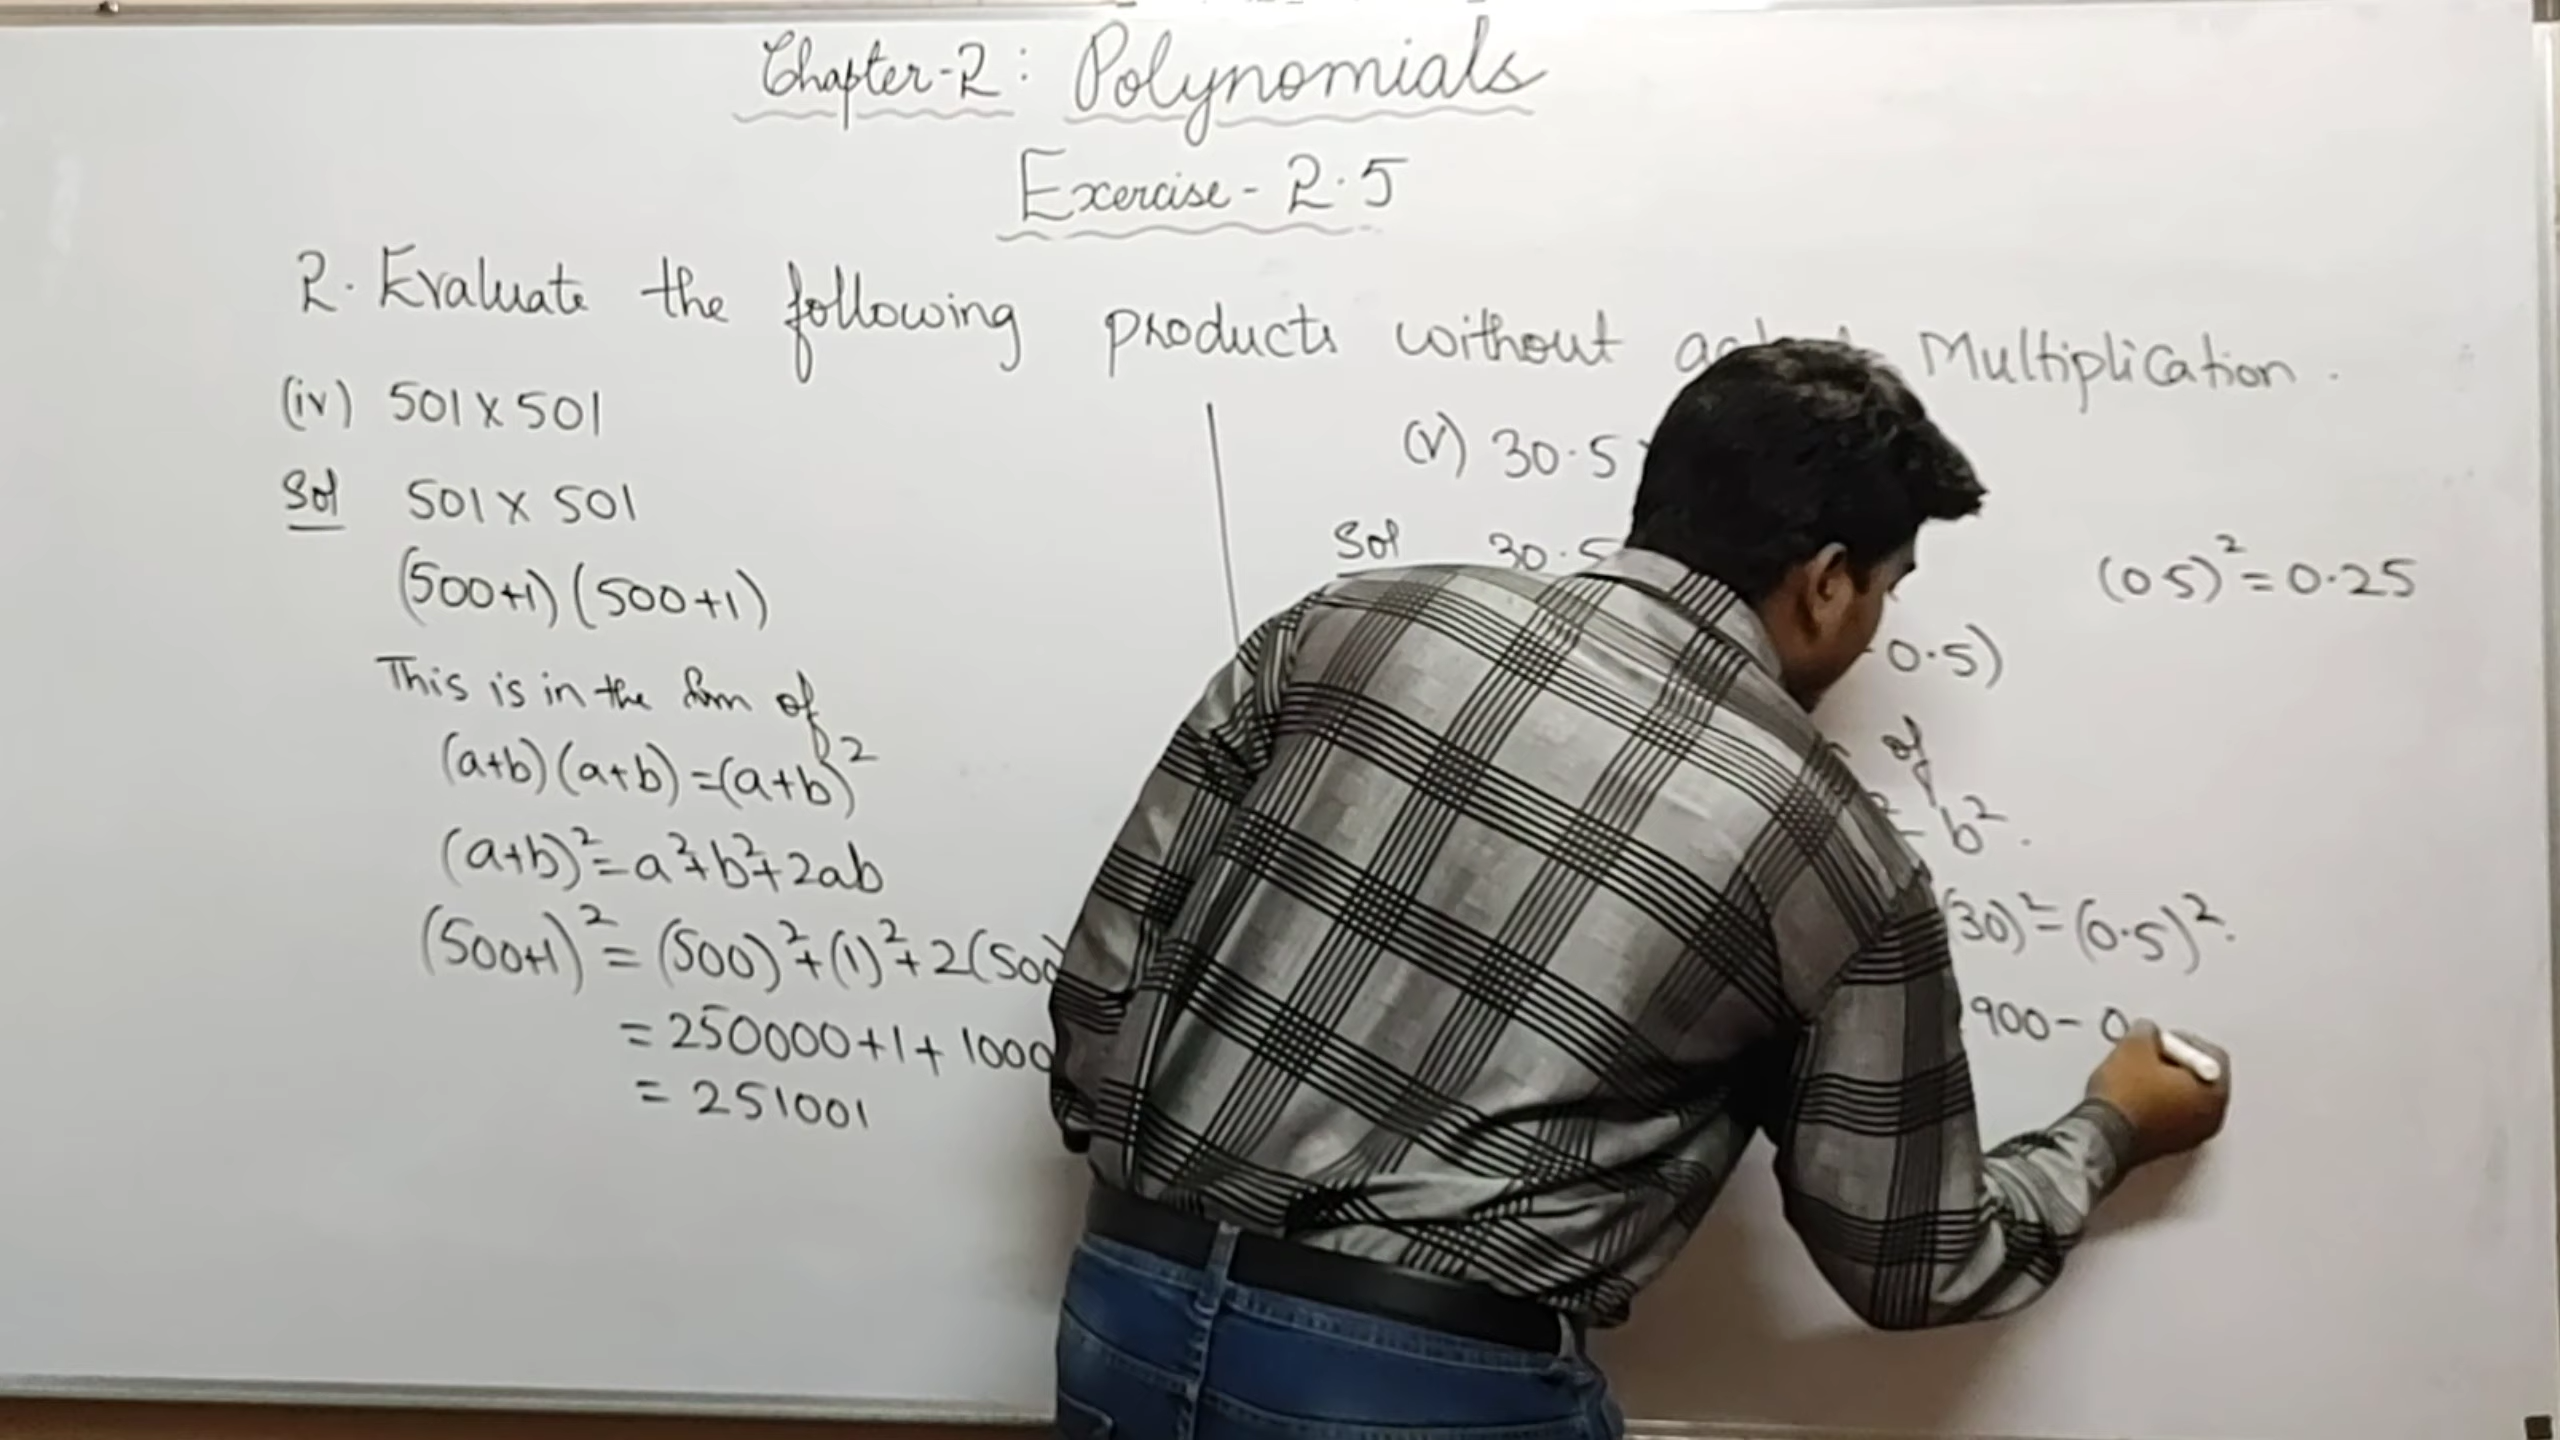 Chapter-2: Polynomials
Exercise - 2.5
2. Evaluate the following products without Multiplication.
(iv) 501 x 501
Sol 501 x 501
(500+1)(500+1)
This is in the form of
(a+b)(a+b)=(a+b)²
(a+b)²=a²+b²+2ab
(500+1)²=(500)²+(1)²+2(500
=250000+1+1000
=251001
(v) 30.5
Sol 30.5
0.5)
of
- b².
(30)²-(0.5)².
900-0
(0 5)²=0.25